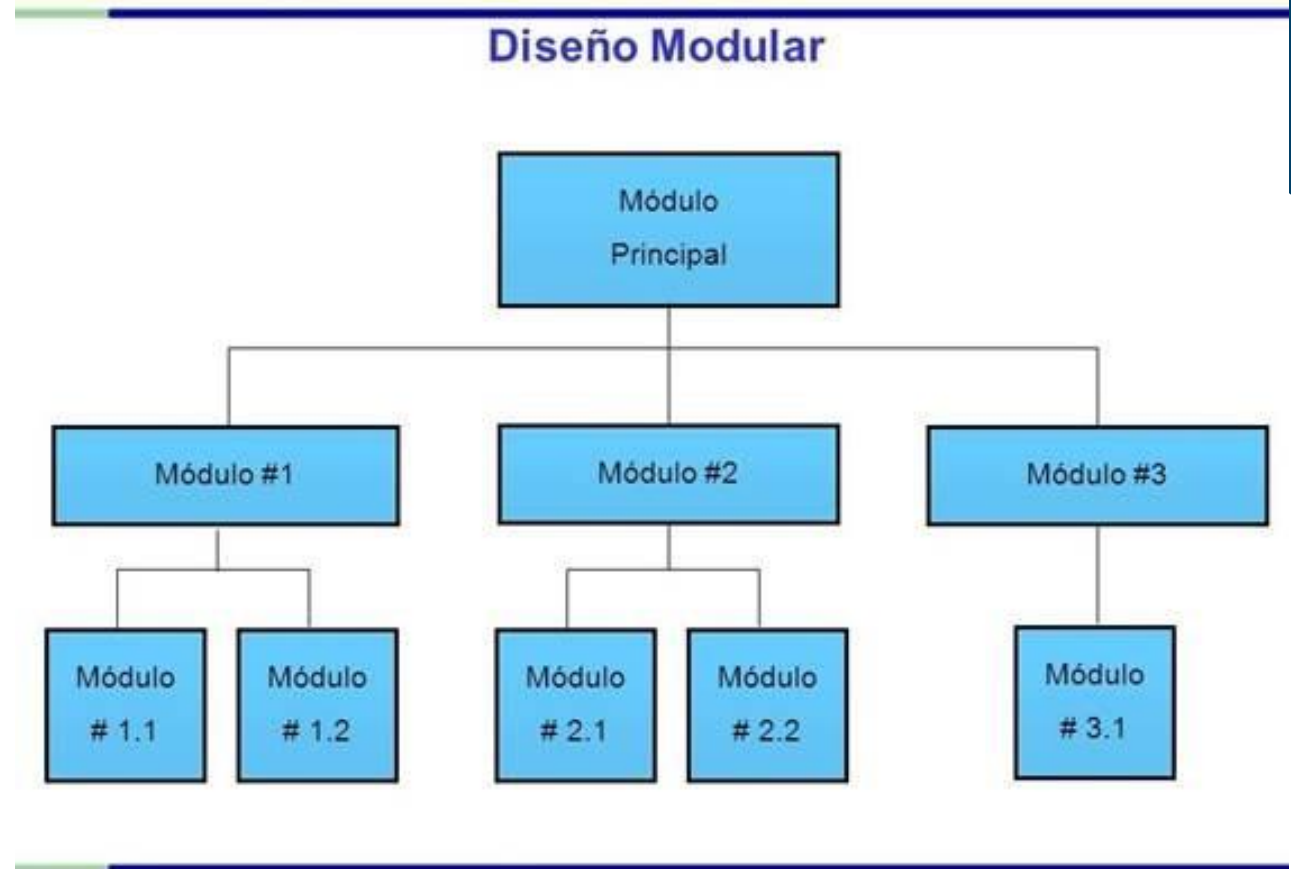 Diseño Modular
Módulo
Principal
Módulo #1
Módulo #2
Módulo #3
Módulo
# 1.1
Módulo
# 1.2
Módulo
# 2.1
Módulo
# 2.2
Módulo
# 3.1